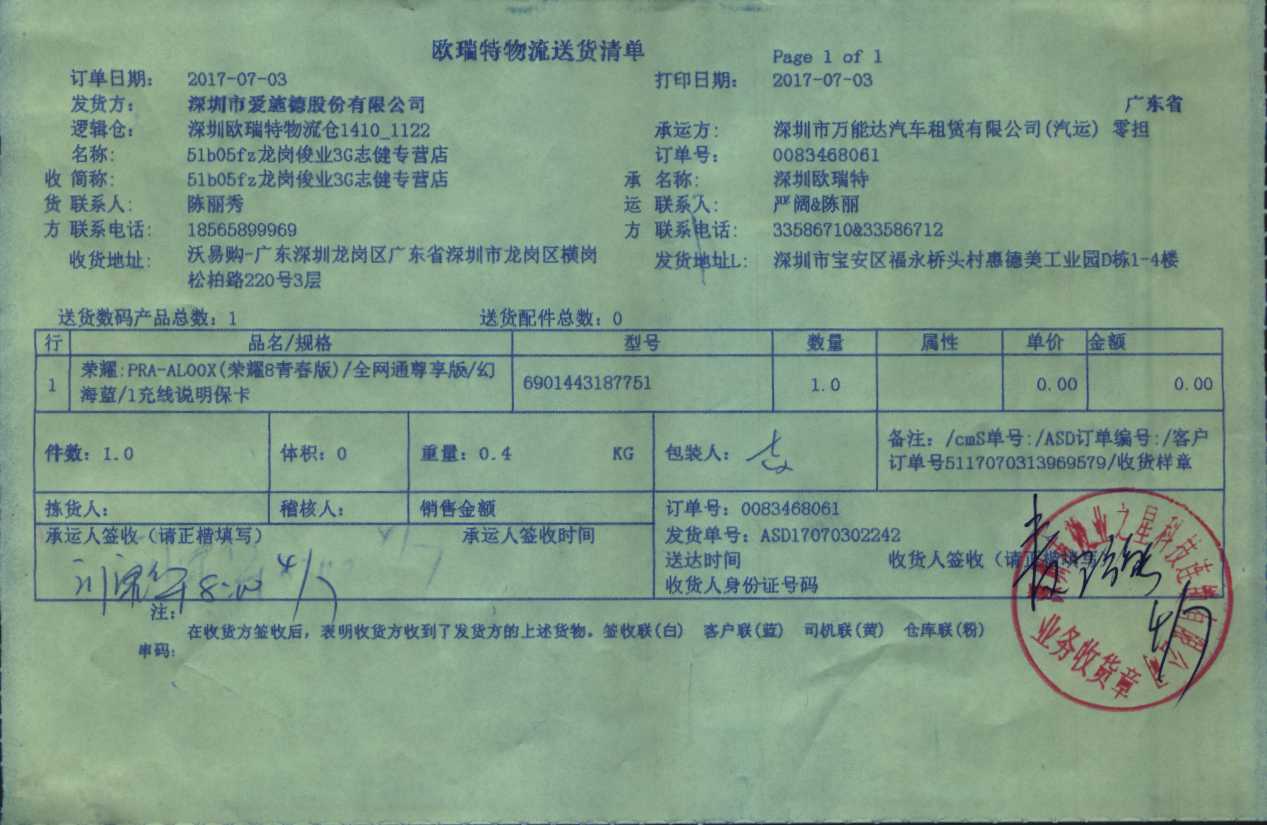 欧瑞特物流送货清单
Page 1 of 1
订单日期: 2017-07-03 打印日期: 2017-07-03
发货方: 深圳市爱施德股份有限公司 广东省
逻辑仓: 深圳欧瑞特物流仓1410_1122 承运方: 深圳市万能达汽车租赁有限公司(汽运) 零担
名称: 51b05fz龙岗俊业3G志健专营店 订单号: 0083468061
收 简称: 51b05fz龙岗俊业3G志健专营店 承 名称: 深圳欧瑞特
货 联系人: 陈丽秀 运 联系人: 严阔&陈丽
方 联系电话: 18565899969 方 联系电话: 33586710&33586712
收货地址: 沃易购-广东深圳龙岗区广东省深圳市龙岗区横岗 发货地址L: 深圳市宝安区福永桥头村惠德美工业园D栋1-4楼
松柏路220号3层
送货数码产品总数: 1 送货配件总数: 0
行 品名/规格 型号 数量 属性 单价 金额
1 荣耀:PRA-AL00X(荣耀8青春版)/全网通尊享版/幻 6901443187751 1.0 0.00 0.00
海蓝/1充线说明保卡
件数: 1.0 体积: 0 重量: 0.4 KG 包装人: 备注: /cmS单号:/ASD订单编号:/客户
订单号5117070313969579/收货样章
拣货人: 稽核人: 销售金额 订单号: 0083468061
承运人签收 (请正楷填写) 承运人签收时间 发货单号: ASD17070302242
送达时间 收货人签收 (请正楷填写)
收货人身份证号码
8:00 4/7
4/7
注:
在收货方签收后, 表明收货方收到了发货方的上述货物。签收联(白) 客户联(蓝) 司机联(黄) 仓库联(粉)
串码:
业之星科技连
有限公司
业务收货章